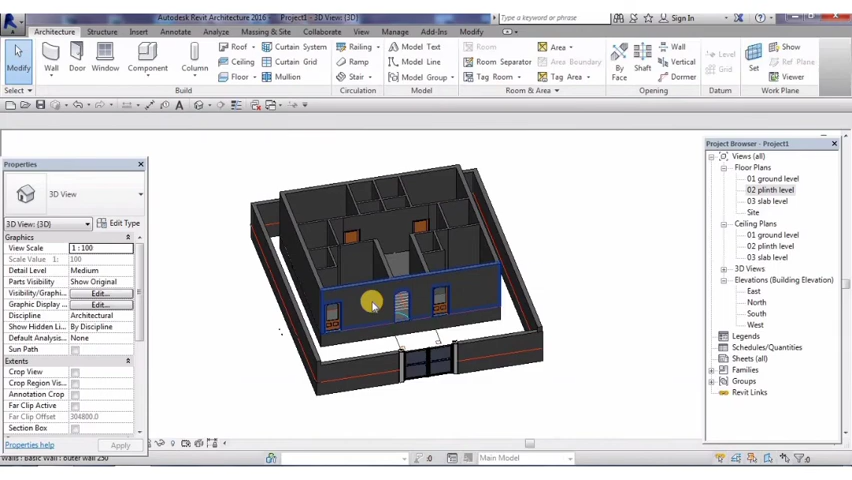 Autodesk Revit Architecture 2016 - Project1 - 3D View: {3D}
Type a keyword or phrase
Sign In
Architecture Structure Insert Annotate Analyze Massing & Site Collaborate View Manage Add-Ins Modify
Modify
Wall
Door
Window
Component
Column
Roof
Ceiling
Floor
Curtain System
Curtain Grid
Mullion
Railing
Ramp
Stair
Model Text
Model Line
Model Group
Room
Room Separator
Tag Room
Area
Area Boundary
Tag Area
By Face
Shaft
Wall
Vertical
Dormer
Level
Grid
Set
Show
Ref Plane
Viewer
Select
Build
Circulation
Model
Room & Area
Opening
Datum
Work Plane
Properties
3D View
3D View: {3D}
Edit Type
Graphics
View Scale 1 : 100
Scale Value 1: 100
Detail Level Medium
Parts Visibility Show Original
Visibility/Graphi... Edit...
Graphic Display ... Edit...
Discipline Architectural
Show Hidden Li... By Discipline
Default Analysis... None
Sun Path
Extents
Crop View
Crop Region Vis...
Annotation Crop
Far Clip Active
Far Clip Offset 304800.0
Section Box
Properties help
Apply
Project Browser - Project1
Views (all)
Floor Plans
01 ground level
02 plinth level
03 slab level
Site
Ceiling Plans
01 ground level
02 plinth level
03 slab level
3D Views
Elevations (Building Elevation)
East
North
South
West
Legends
Schedules/Quantities
Sheets (all)
Families
Groups
Revit Links
Walls : Basic Wall : outer wall 230
:0
Main Model
:0